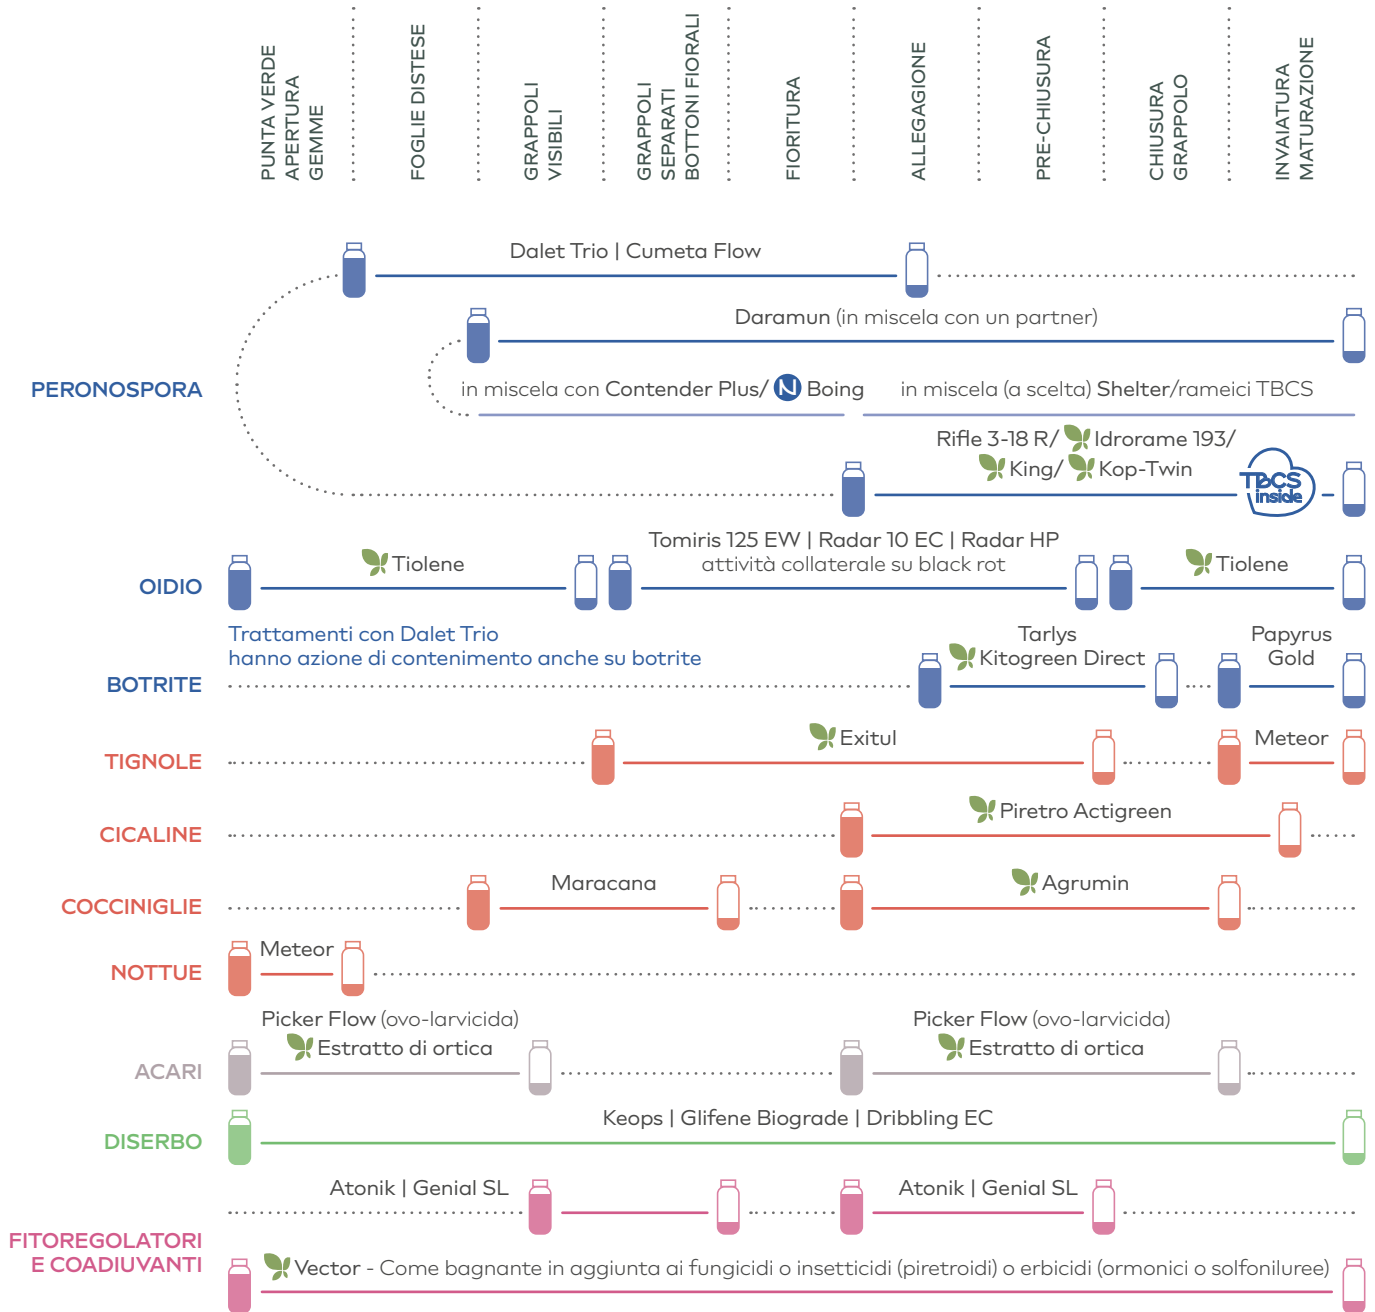 PUNTA VERDE
APERTURA
GEMME
FOGLIE DISTESE
GRAPPOLI
VISIBILI
GRAPPOLI
SEPARATI
BOTTONI FIORALI
FIORITURA
ALLEGAGIONE
PRE-CHIUSURA
CHIUSURA
GRAPPOLO
INVAIATURA
MATURAZIONE
PERONOSPORA
Dalet Trio | Cumeta Flow
Daramun (in miscela con un partner)
in miscela con Contender Plus/ N Boing
in miscela (a scelta) Shelter/rameici TBCS
Rifle 3-18 R/ Idrorame 193/
King/ Kop-Twin
TBCS
inside
OIDIO
Tiolene
Tomiris 125 EW | Radar 10 EC | Radar HP
attività collaterale su black rot
Tiolene
Trattamenti con Dalet Trio
hanno azione di contenimento anche su botrite
BOTRITE
Tarlys
Kitogreen Direct
Papyrus
Gold
TIGNOLE
Exitul
Meteor
CICALINE
Piretro Actigreen
COCCINIGLIE
Maracana
Agrumin
NOTTUE
Meteor
ACARI
Picker Flow (ovo-larvicida)
Estratto di ortica
Picker Flow (ovo-larvicida)
Estratto di ortica
DISERBO
Keops | Glifene Biograde | Dribbling EC
FITOREGOLATORI
E COADIUVANTI
Atonik | Genial SL
Atonik | Genial SL
Vector - Come bagnante in aggiunta ai fungicidi o insetticidi (piretroidi) o erbicidi (ormonici o solfoniluree)